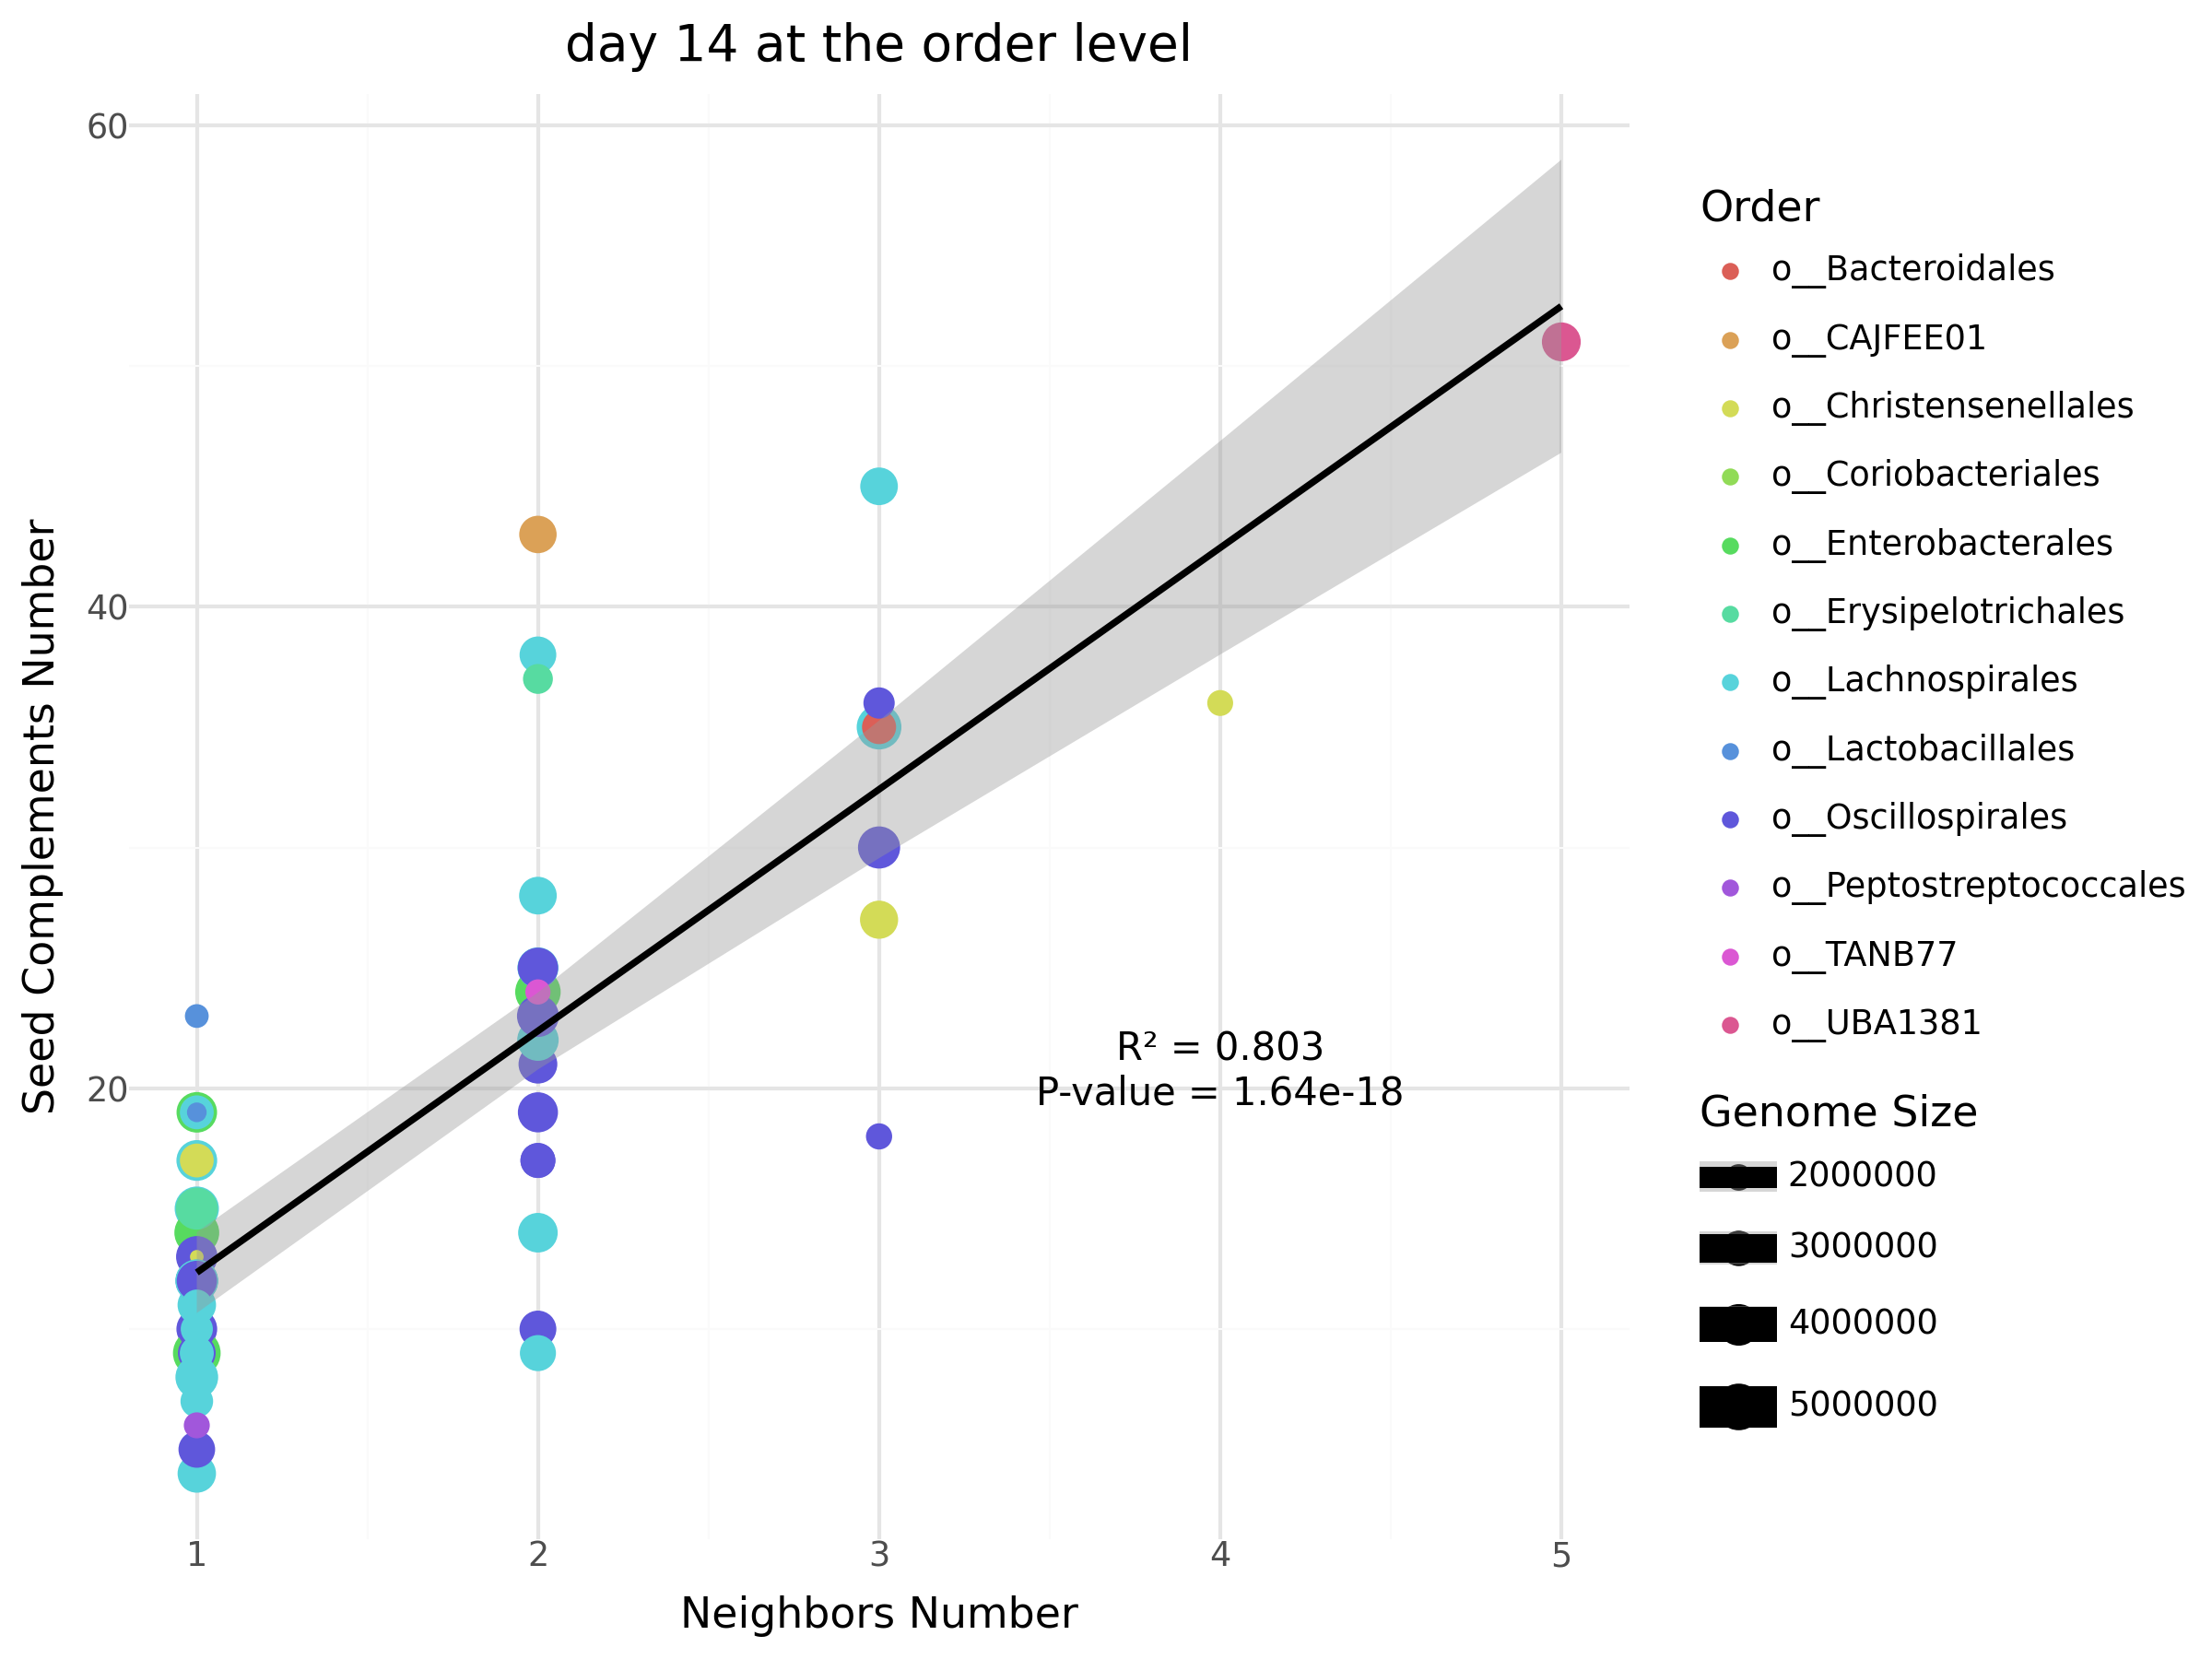 day 14 at the order level
Seed Complements Number
60
40
20
1
2
3
4
5
Neighbors Number
R² = 0.803
P-value = 1.64e-18
Order
o__Bacteroidales
o__CAJFEE01
o__Christensenellales
o__Coriobacteriales
o__Enterobacterales
o__Erysipelotrichales
o__Lachnospirales
o__Lactobacillales
o__Oscillospirales
o__Peptostreptococcales
o__TANB77
o__UBA1381
Genome Size
2000000
3000000
4000000
5000000